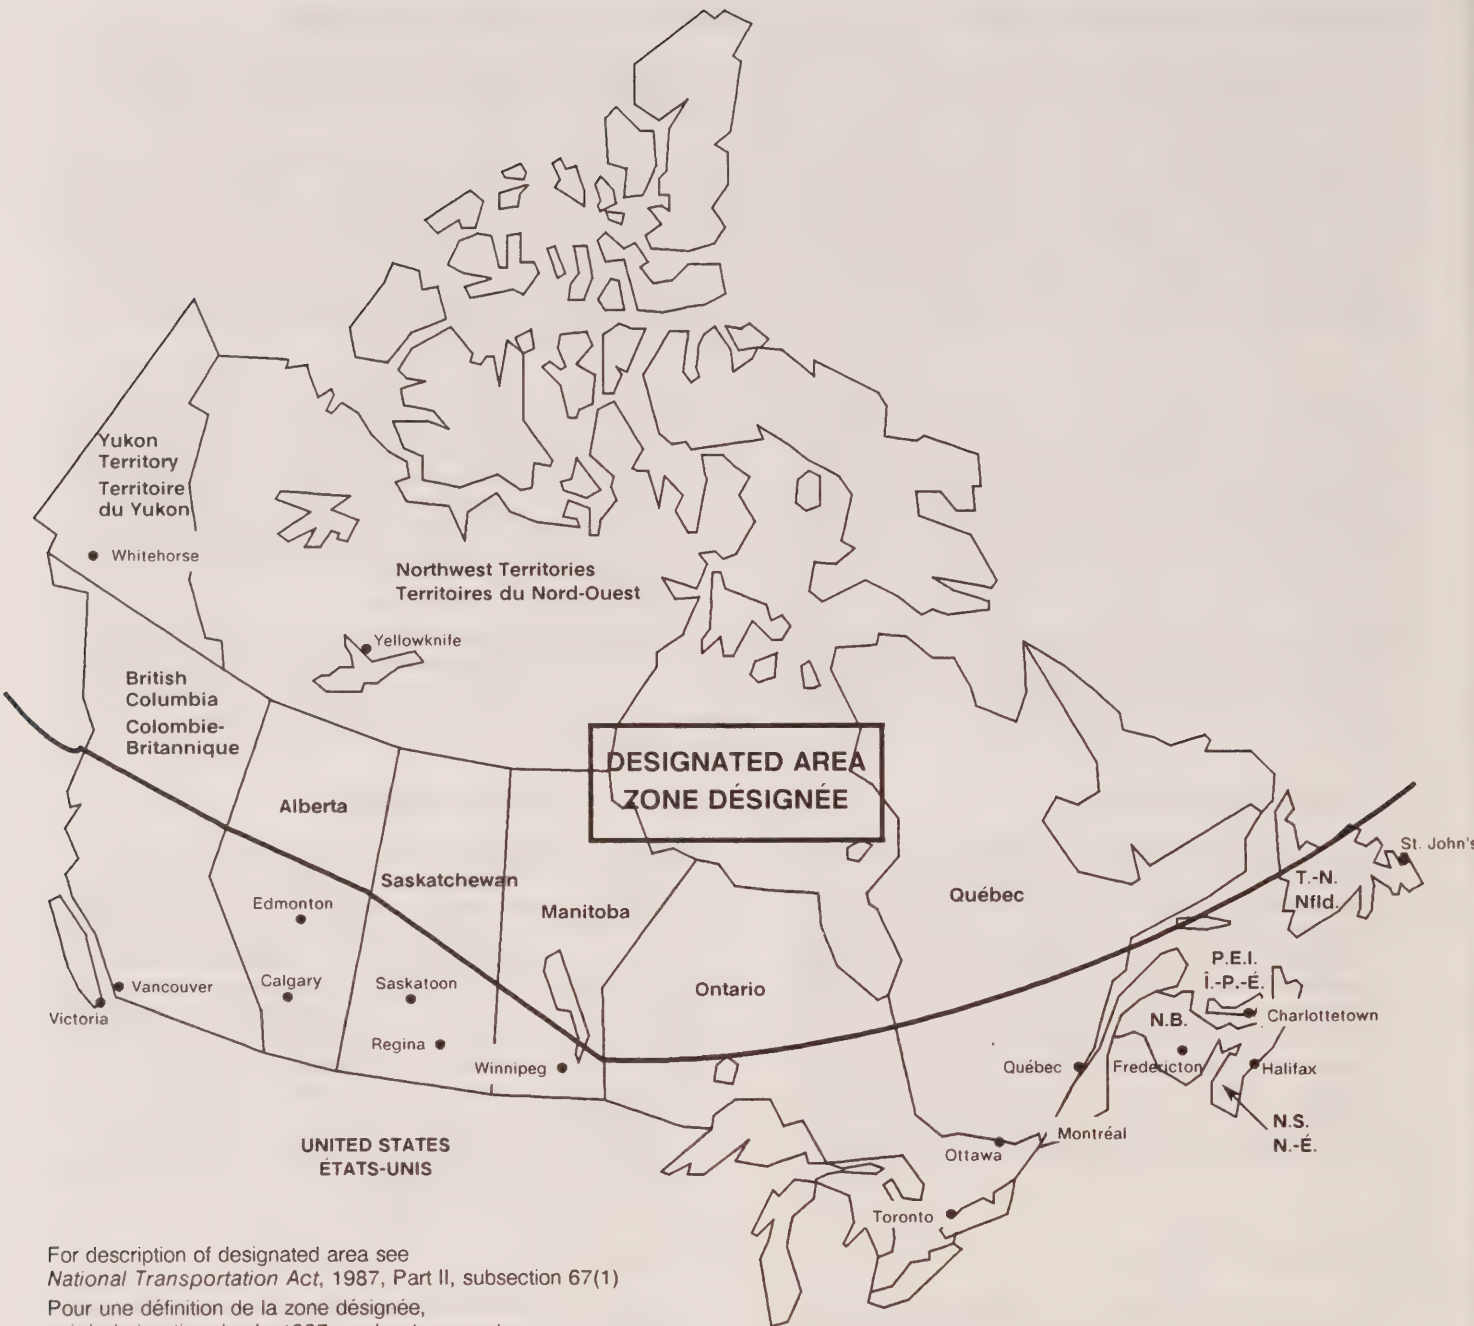 Yukon
Territory
Territoire
du Yukon
Whitehorse
Northwest Territories
Territoires du Nord-Ouest
Yellowknife
British
Columbia
Colombie-
Britannique
DESIGNATED AREA
ZONE DÉSIGNÉE
Alberta
Saskatchewan
Manitoba
Edmonton
Calgary
Saskatoon
Regina
Winnipeg
Vancouver
Victoria
Ontario
Québec
T.-N.
Nfld.
St. John's
P.E.I.
Î.-P.-É.
Charlottetown
N.B.
Fredericton
Halifax
N.S.
N.-É.
Québec
Montréal
Ottawa
Toronto
UNITED STATES
ÉTATS-UNIS
For description of designated area see
National Transportation Act, 1987, Part II, subsection 67(1)
Pour une définition de la zone désignée,